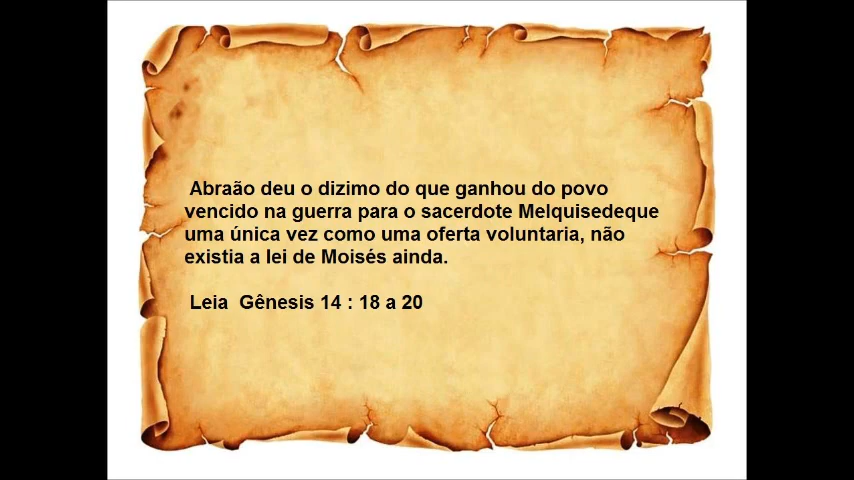 Abraão deu o dizimo do que ganhou do povo
vencido na guerra para o sacerdote Melquisedeque
uma única vez como uma oferta voluntaria, não
existia a lei de Moisés ainda.
Leia  Gênesis 14 : 18 a 20